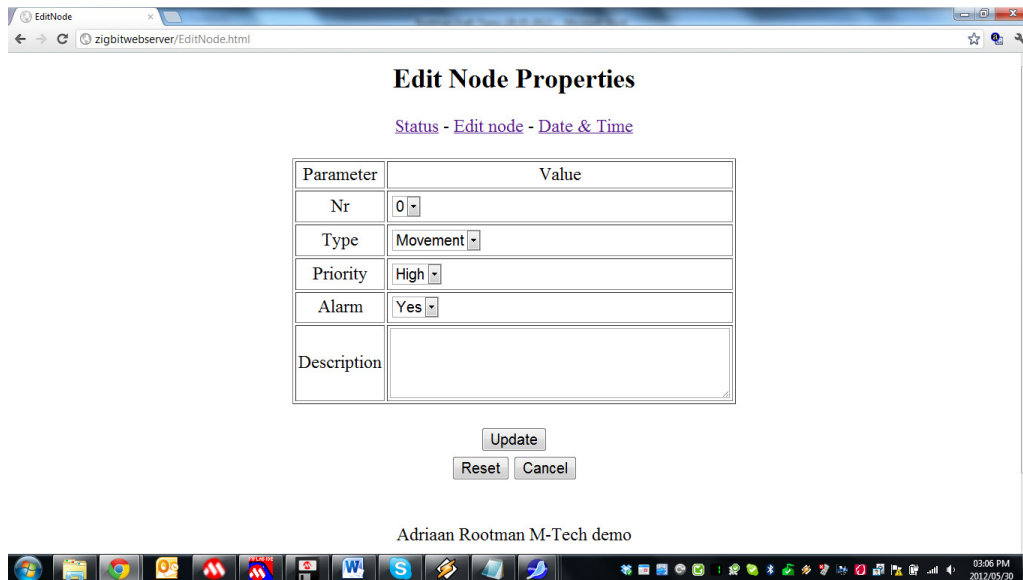 EditNode
zigbitwebserver/EditNode.html
Edit Node Properties
Status - Edit node - Date & Time
Parameter Value
Nr 0
Type Movement
Priority High
Alarm Yes
Description
Update
Reset Cancel
Adriaan Rootman M-Tech demo
03:06 PM
2012/05/30